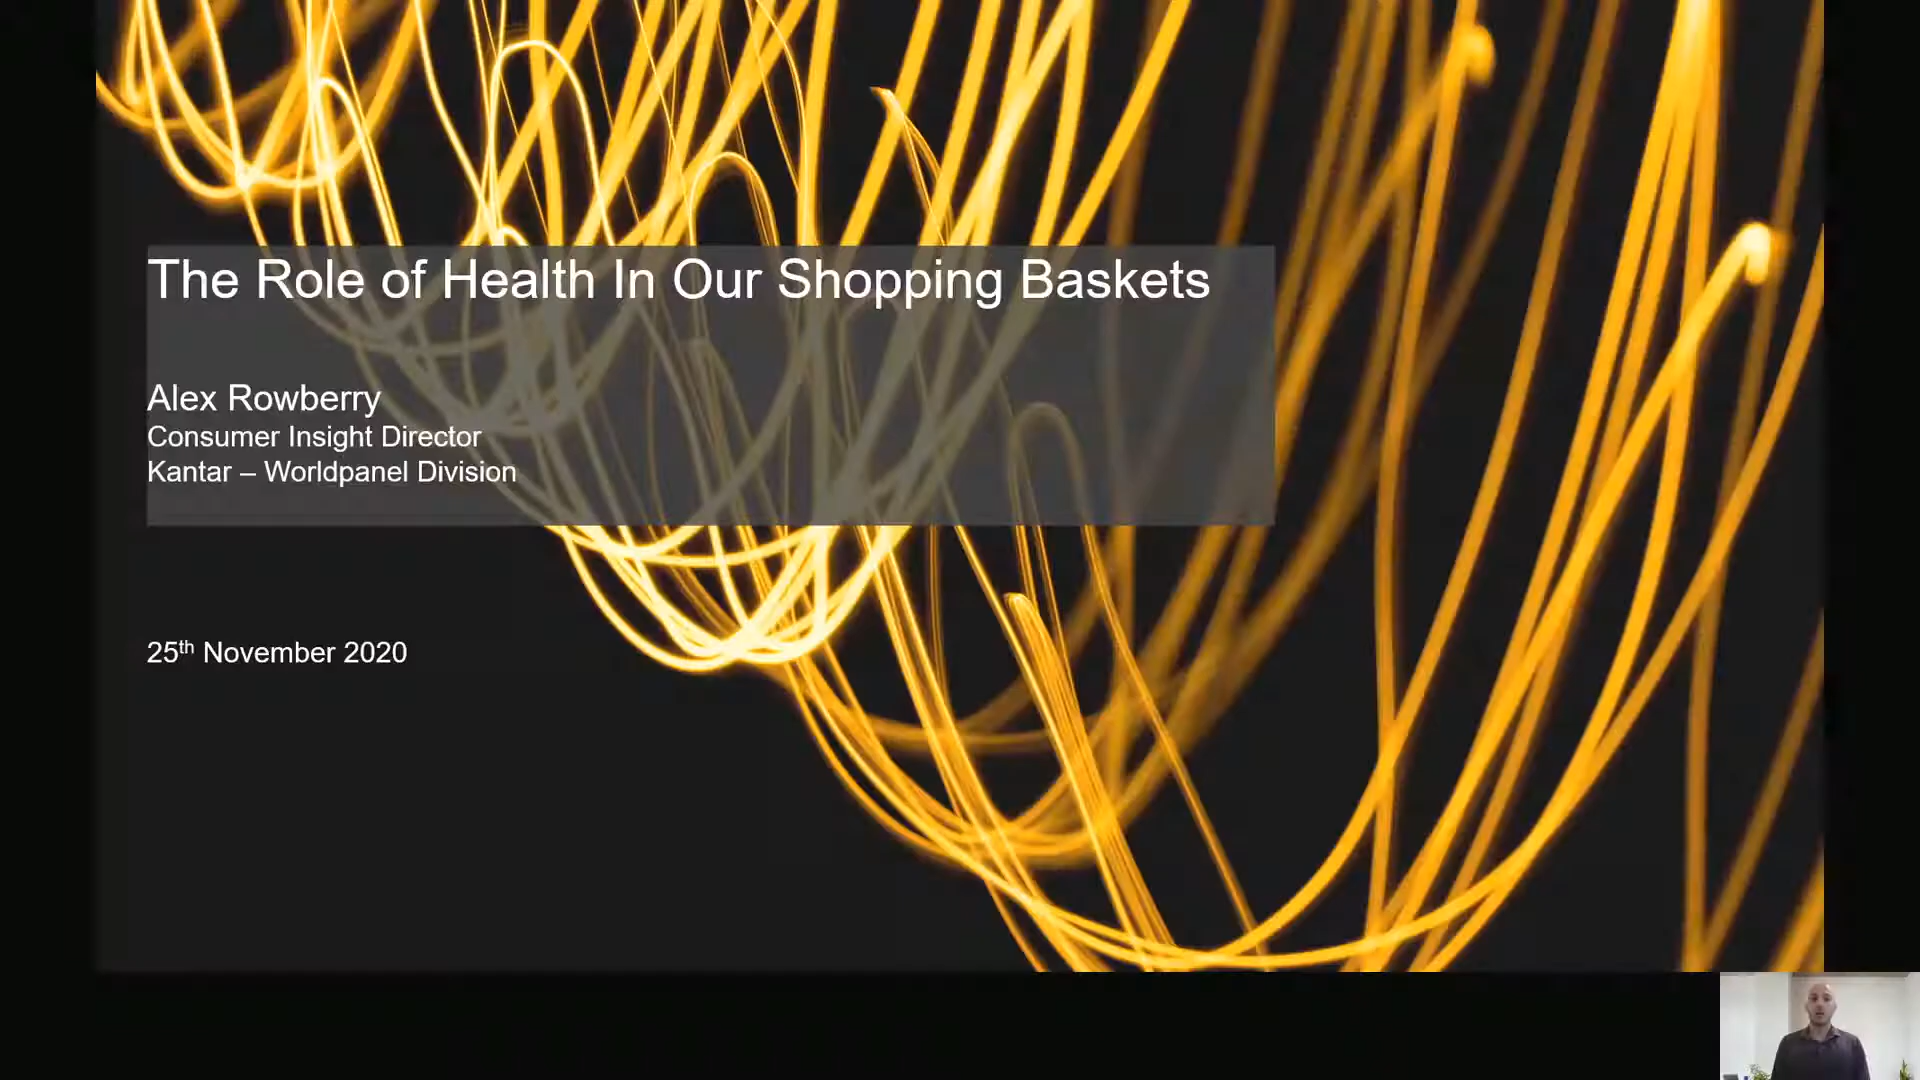 The Role of Health In Our Shopping Baskets
Alex Rowberry
Consumer Insight Director
Kantar – Worldpanel Division
25th November 2020